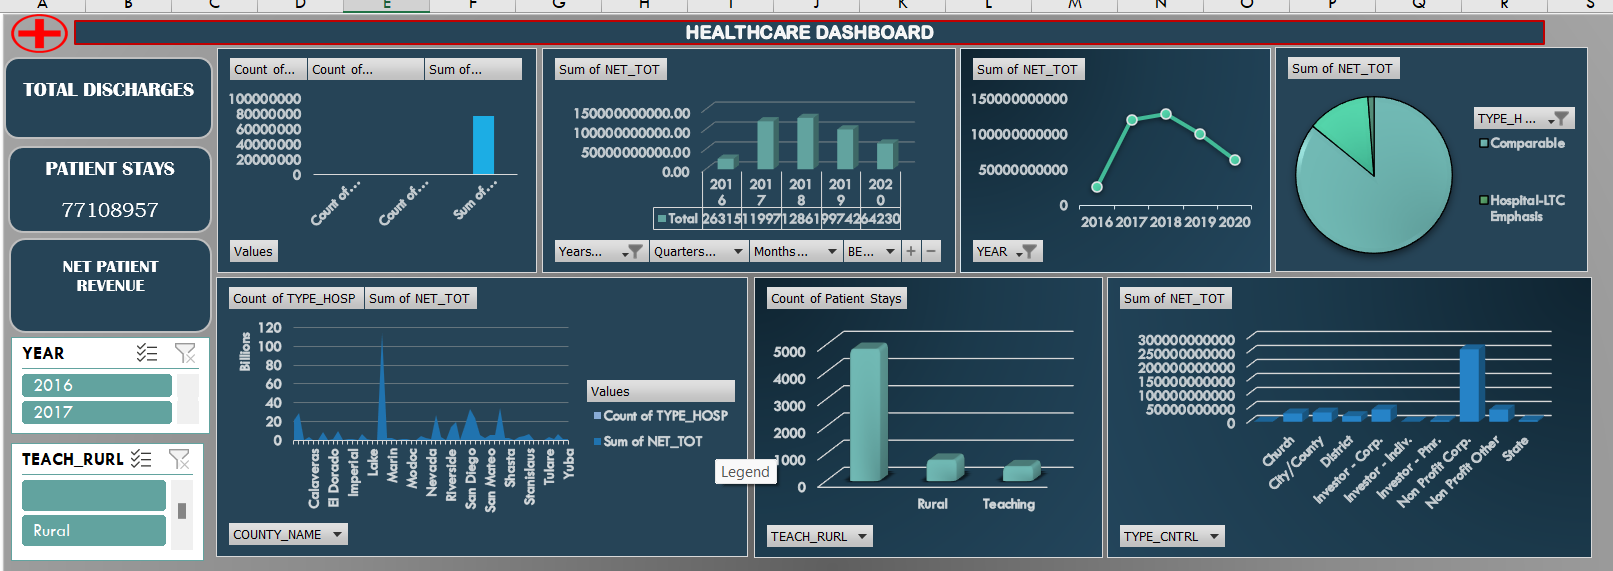 A B C D E F G H I J K L M N O P Q R S
HEALTHCARE DASHBOARD
TOTAL DISCHARGES
PATIENT STAYS
77108957
NET PATIENT
REVENUE
YEAR
2016
2017
TEACH_RURL
Rural
Count of... Count of... Sum of...
100000000
80000000
60000000
40000000
20000000
0
Count of... Count of... Sum of...
Values
Sum of NET_TOT
150000000000.00
100000000000.00
50000000000.00
0.00
201 201 201 201 202
6 7 8 9 0
Total 26315 11997 12861 99742 64230
Years... Quarters... Months... BE... + −
Sum of NET_TOT
150000000000
100000000000
50000000000
0
2016 2017 2018 2019 2020
YEAR
Sum of NET_TOT
TYPE_H ...
Comparable
Hospital-LTC
Emphasis
Count of TYPE_HOSP Sum of NET_TOT
Billions
120
100
80
60
40
20
0
Calaveras El Dorado Imperial Lake Marin Modoc Nevada Riverside San Diego San Mateo Shasta Stanislaus Tulare Yuba
Values
Count of TYPE_HOSP
Sum of NET_TOT
Legend
COUNTY_NAME
Count of Patient Stays
5000
4000
3000
2000
1000
0
Rural Teaching
TEACH_RURL
Sum of NET_TOT
300000000000
250000000000
200000000000
150000000000
100000000000
50000000000
0
Church City/County District Investor - Corp. Investor - Indiv. Investor - Ptnr. Non Profit Corp. Non Profit Other State
TYPE_CNTRL